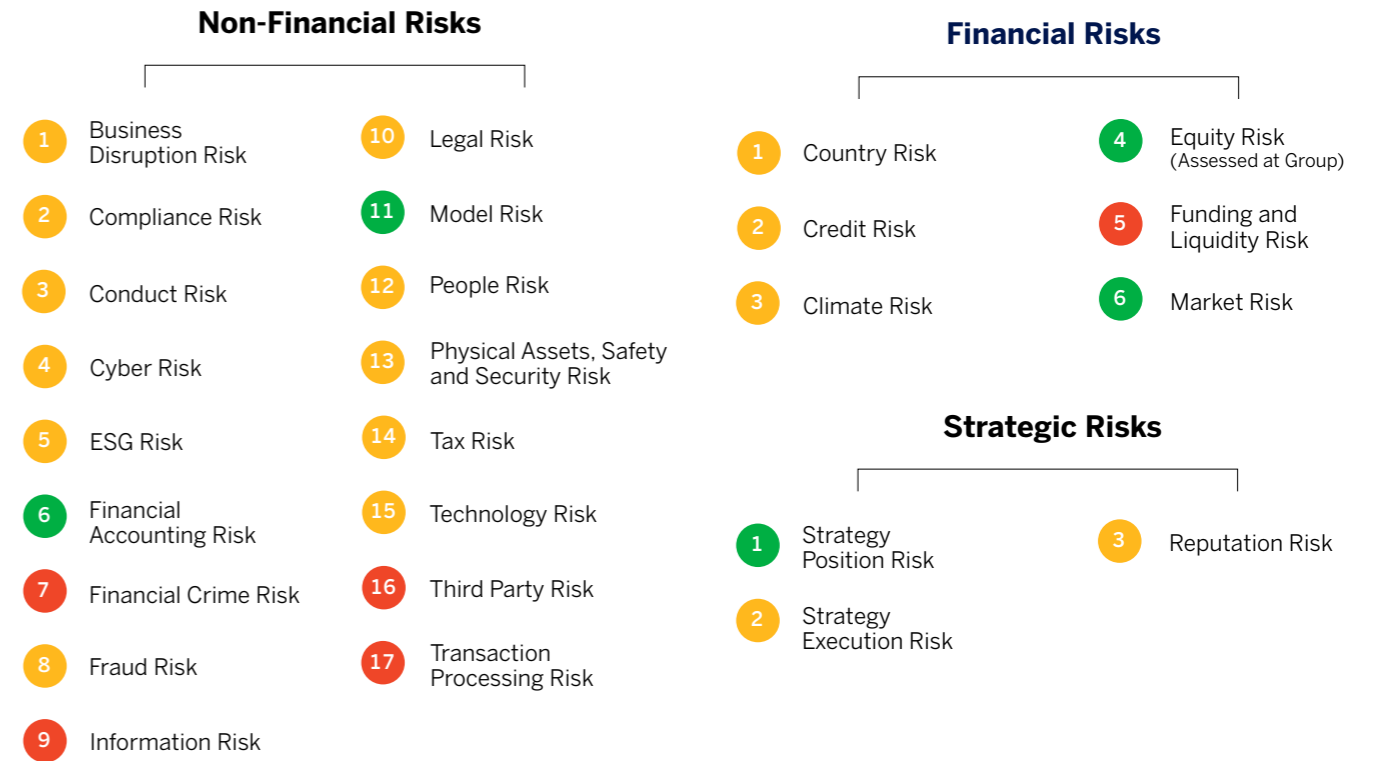 Non-Financial Risks
1
Business
Disruption Risk
2
Compliance Risk
3
Conduct Risk
4
Cyber Risk
5
ESG Risk
6
Financial
Accounting Risk
7
Financial Crime Risk
8
Fraud Risk
9
Information Risk
10
Legal Risk
11
Model Risk
12
People Risk
13
Physical Assets, Safety
and Security Risk
14
Tax Risk
15
Technology Risk
16
Third Party Risk
17
Transaction
Processing Risk
Financial Risks
1
Country Risk
2
Credit Risk
3
Climate Risk
4
Equity Risk
(Assessed at Group)
5
Funding and
Liquidity Risk
6
Market Risk
Strategic Risks
1
Strategy
Position Risk
2
Strategy
Execution Risk
3
Reputation Risk